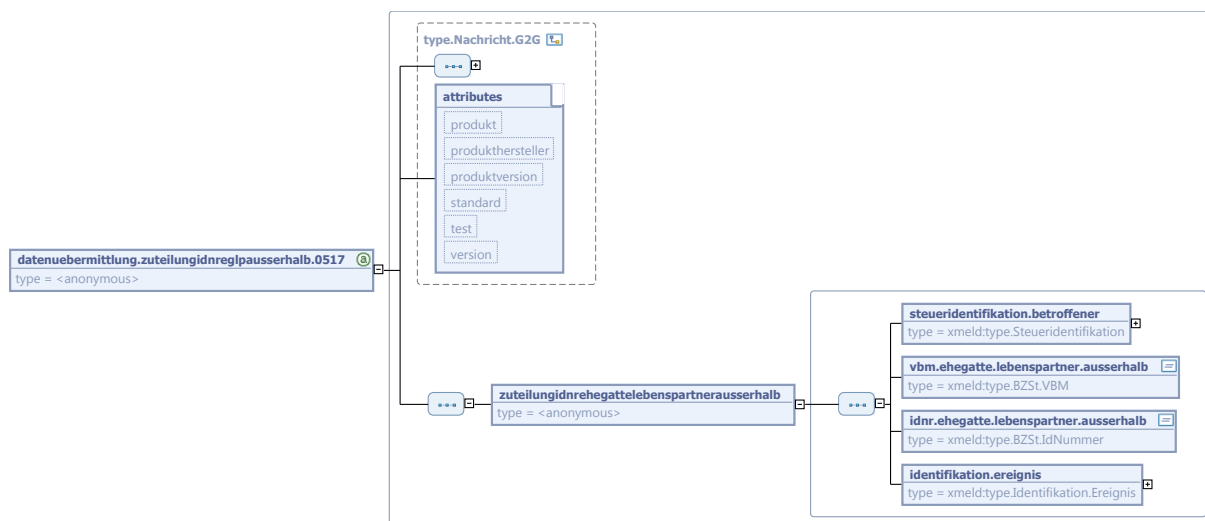 type.Nachricht.G2G
attributes
produkt
produkthersteller
produktversion
standard
test
version
datenuebermittlung.zuteilungidnreglpausserhalb.0517
type = <anonymous>
zuteilungidnrehegattelebenspartnerausserhalb
type = <anonymous>
steueridentifikation.betroffener
type = xmeld:type.Steueridentifikation
vbm.ehegatte.lebenspartner.ausserhalb
type = xmeld:type.BZSt.VBM
idnr.ehegatte.lebenspartner.ausserhalb
type = xmeld:type.BZSt.IdNummer
identifikation.ereignis
type = xmeld:type.Identifikation.Ereignis